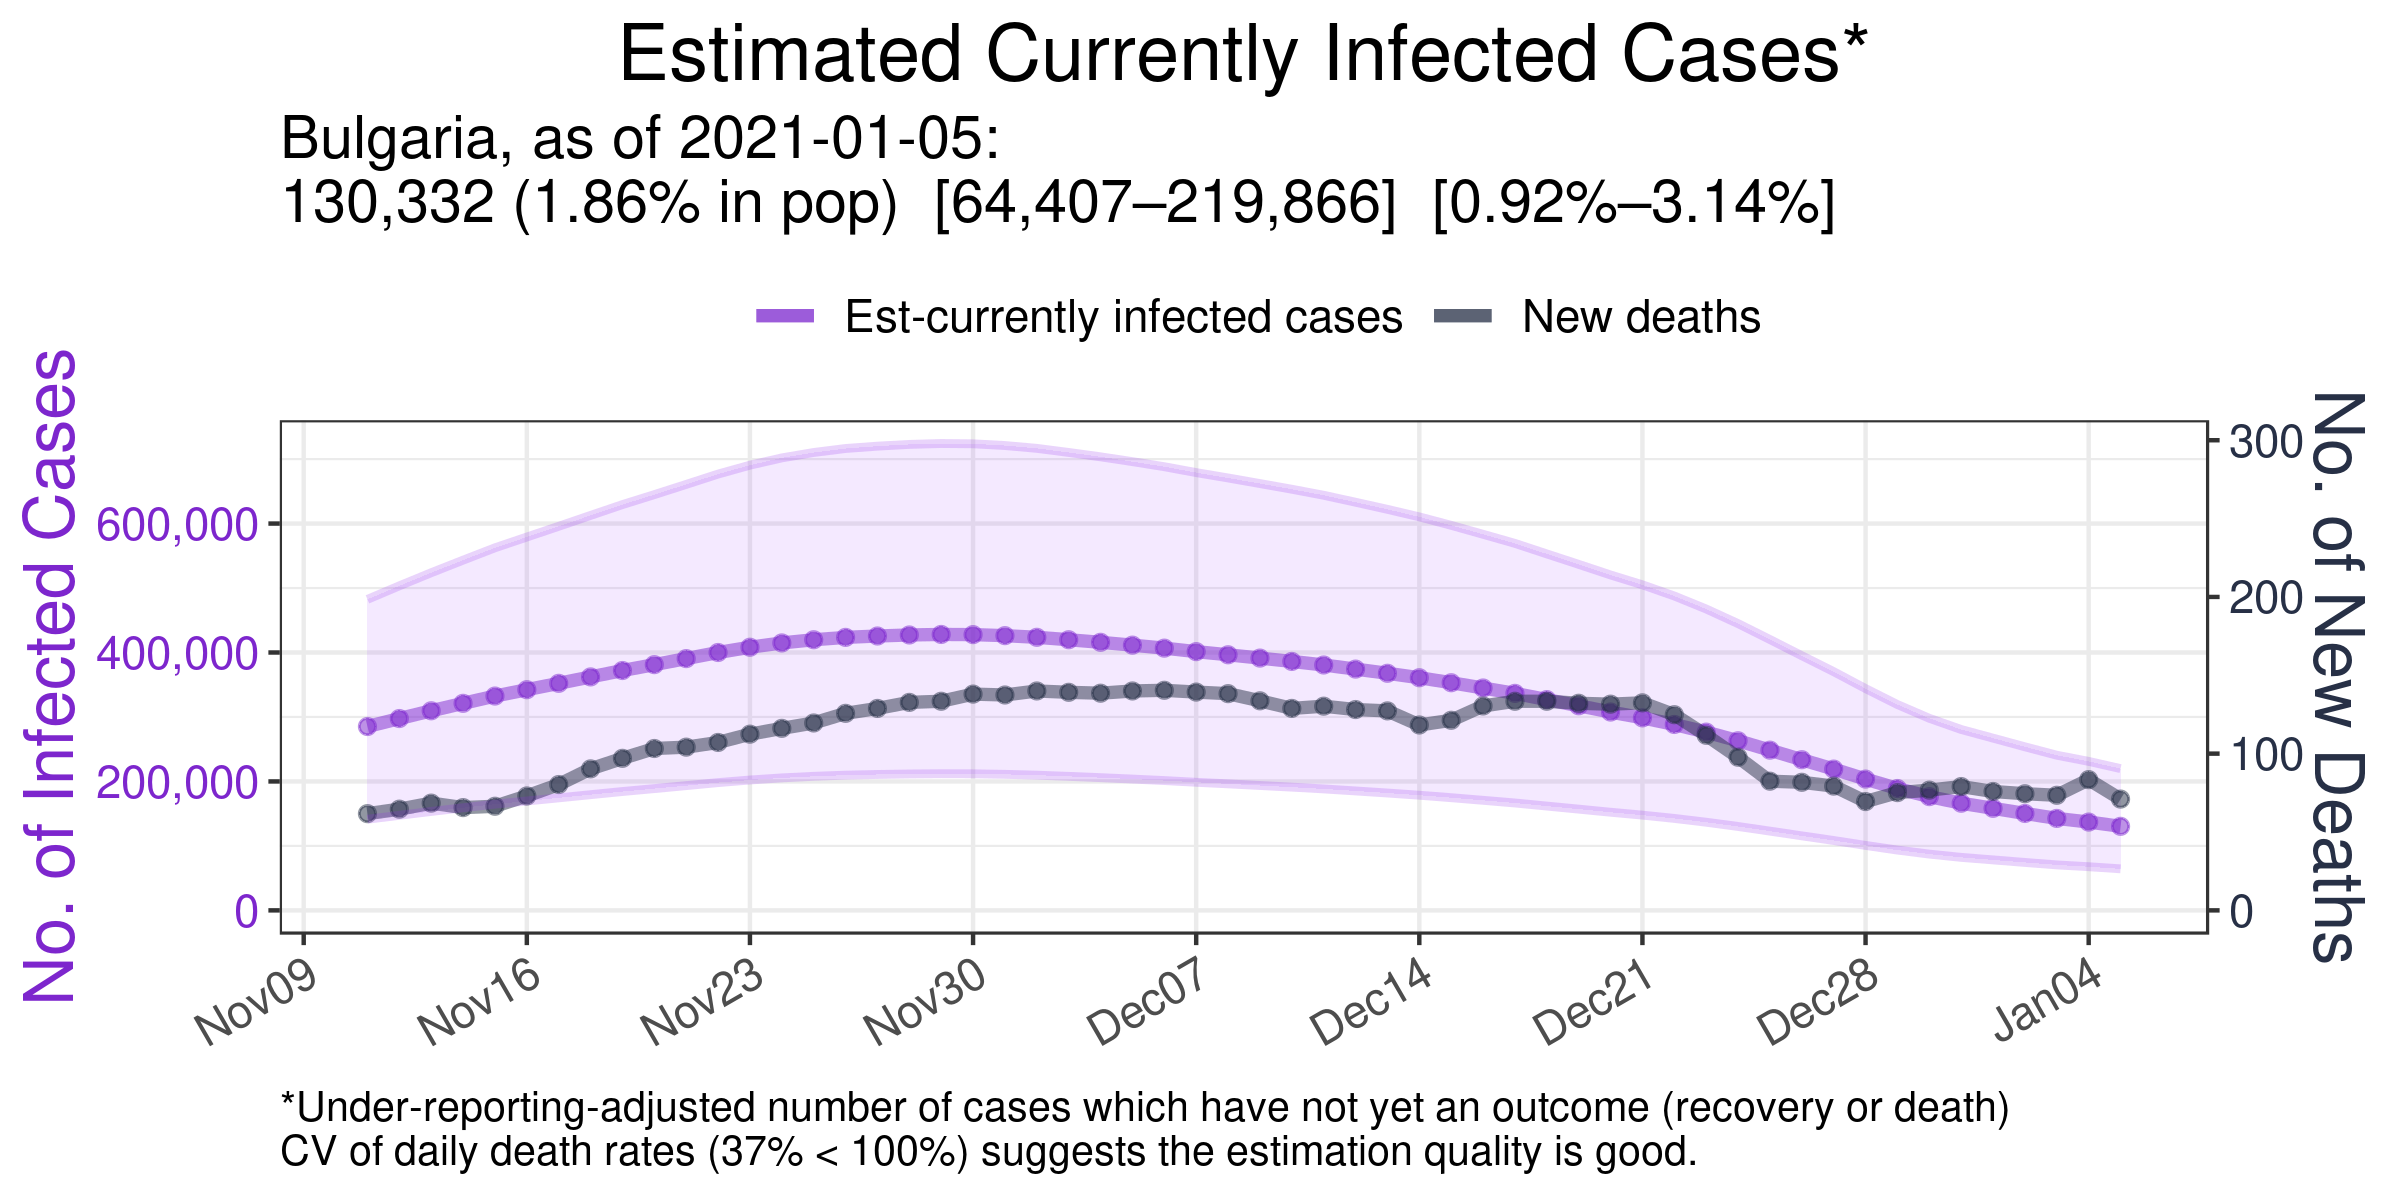 Estimated Currently Infected Cases*
Bulgaria, as of 2021-01-05:
130,332 (1.86% in pop)  [64,407–219,866]  [0.92%–3.14%]
Est-currently infected cases
New deaths
No. of Infected Cases
600,000
400,000
200,000
0
300
200
100
0
No. of New Deaths
Nov09
Nov16
Nov23
Nov30
Dec07
Dec14
Dec21
Dec28
Jan04
*Under-reporting-adjusted number of cases which have not yet an outcome (recovery or death)
CV of daily death rates (37% < 100%) suggests the estimation quality is good.